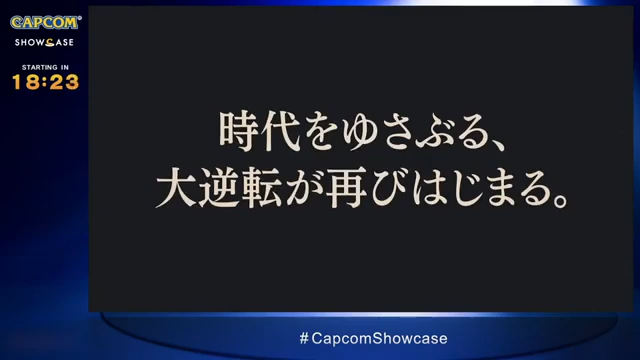 CAPCOM
SHOWCASE
STARTING IN
18:23
時代をゆさぶる、
大逆転が再びはじまる。
#CapcomShowcase